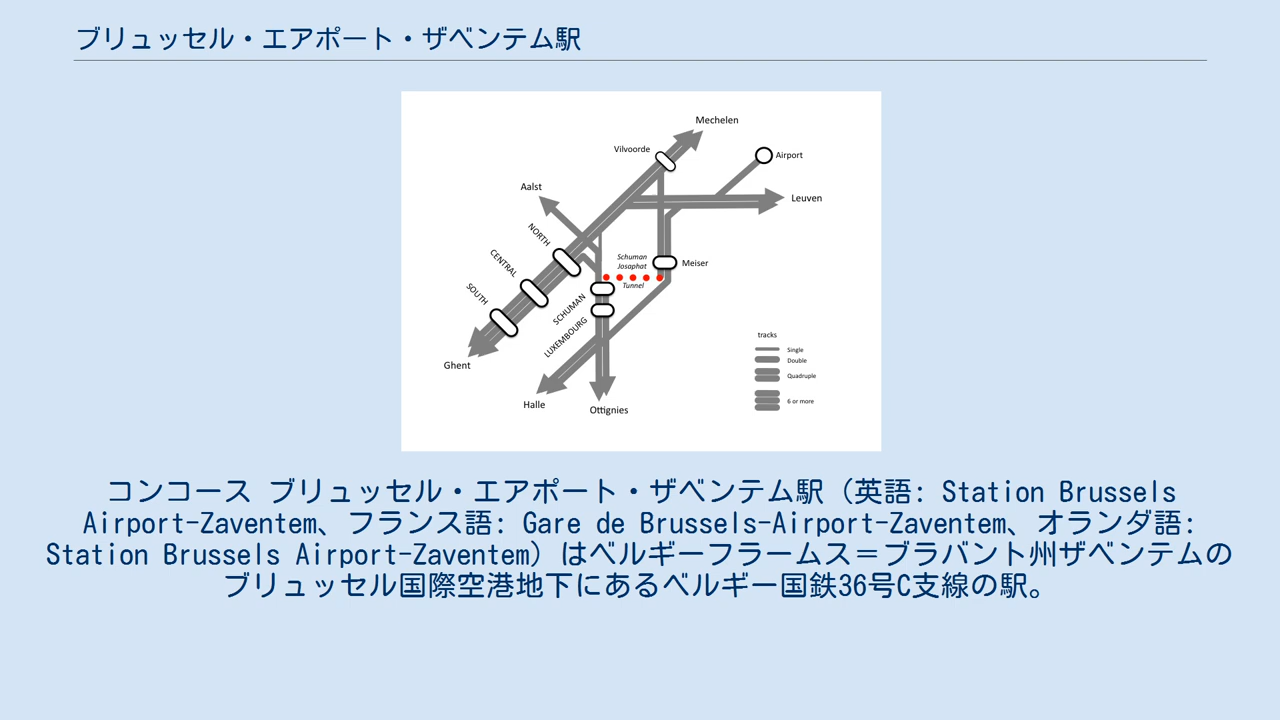 ブリュッセル・エアポート・ザベンテム駅
Mechelen
Vilvoorde
Airport
Aalst
Leuven
NORTH
CENTRAL
Schuman
Josaphat
Meiser
Tunnel
SOUTH
SCHUMAN
LUXEMBOURG
tracks
Single
Double
Ghent
Quadruple
6 or more
Halle
Ottignies
コンコース ブリュッセル・エアポート・ザベンテム駅（英語: Station Brussels
Airport-Zaventem、フランス語: Gare de Brussels-Airport-Zaventem、オランダ語:
Station Brussels Airport-Zaventem）はベルギーフラームス＝ブラバント州ザベンテムの
ブリュッセル国際空港地下にあるベルギー国鉄36号C支線の駅。